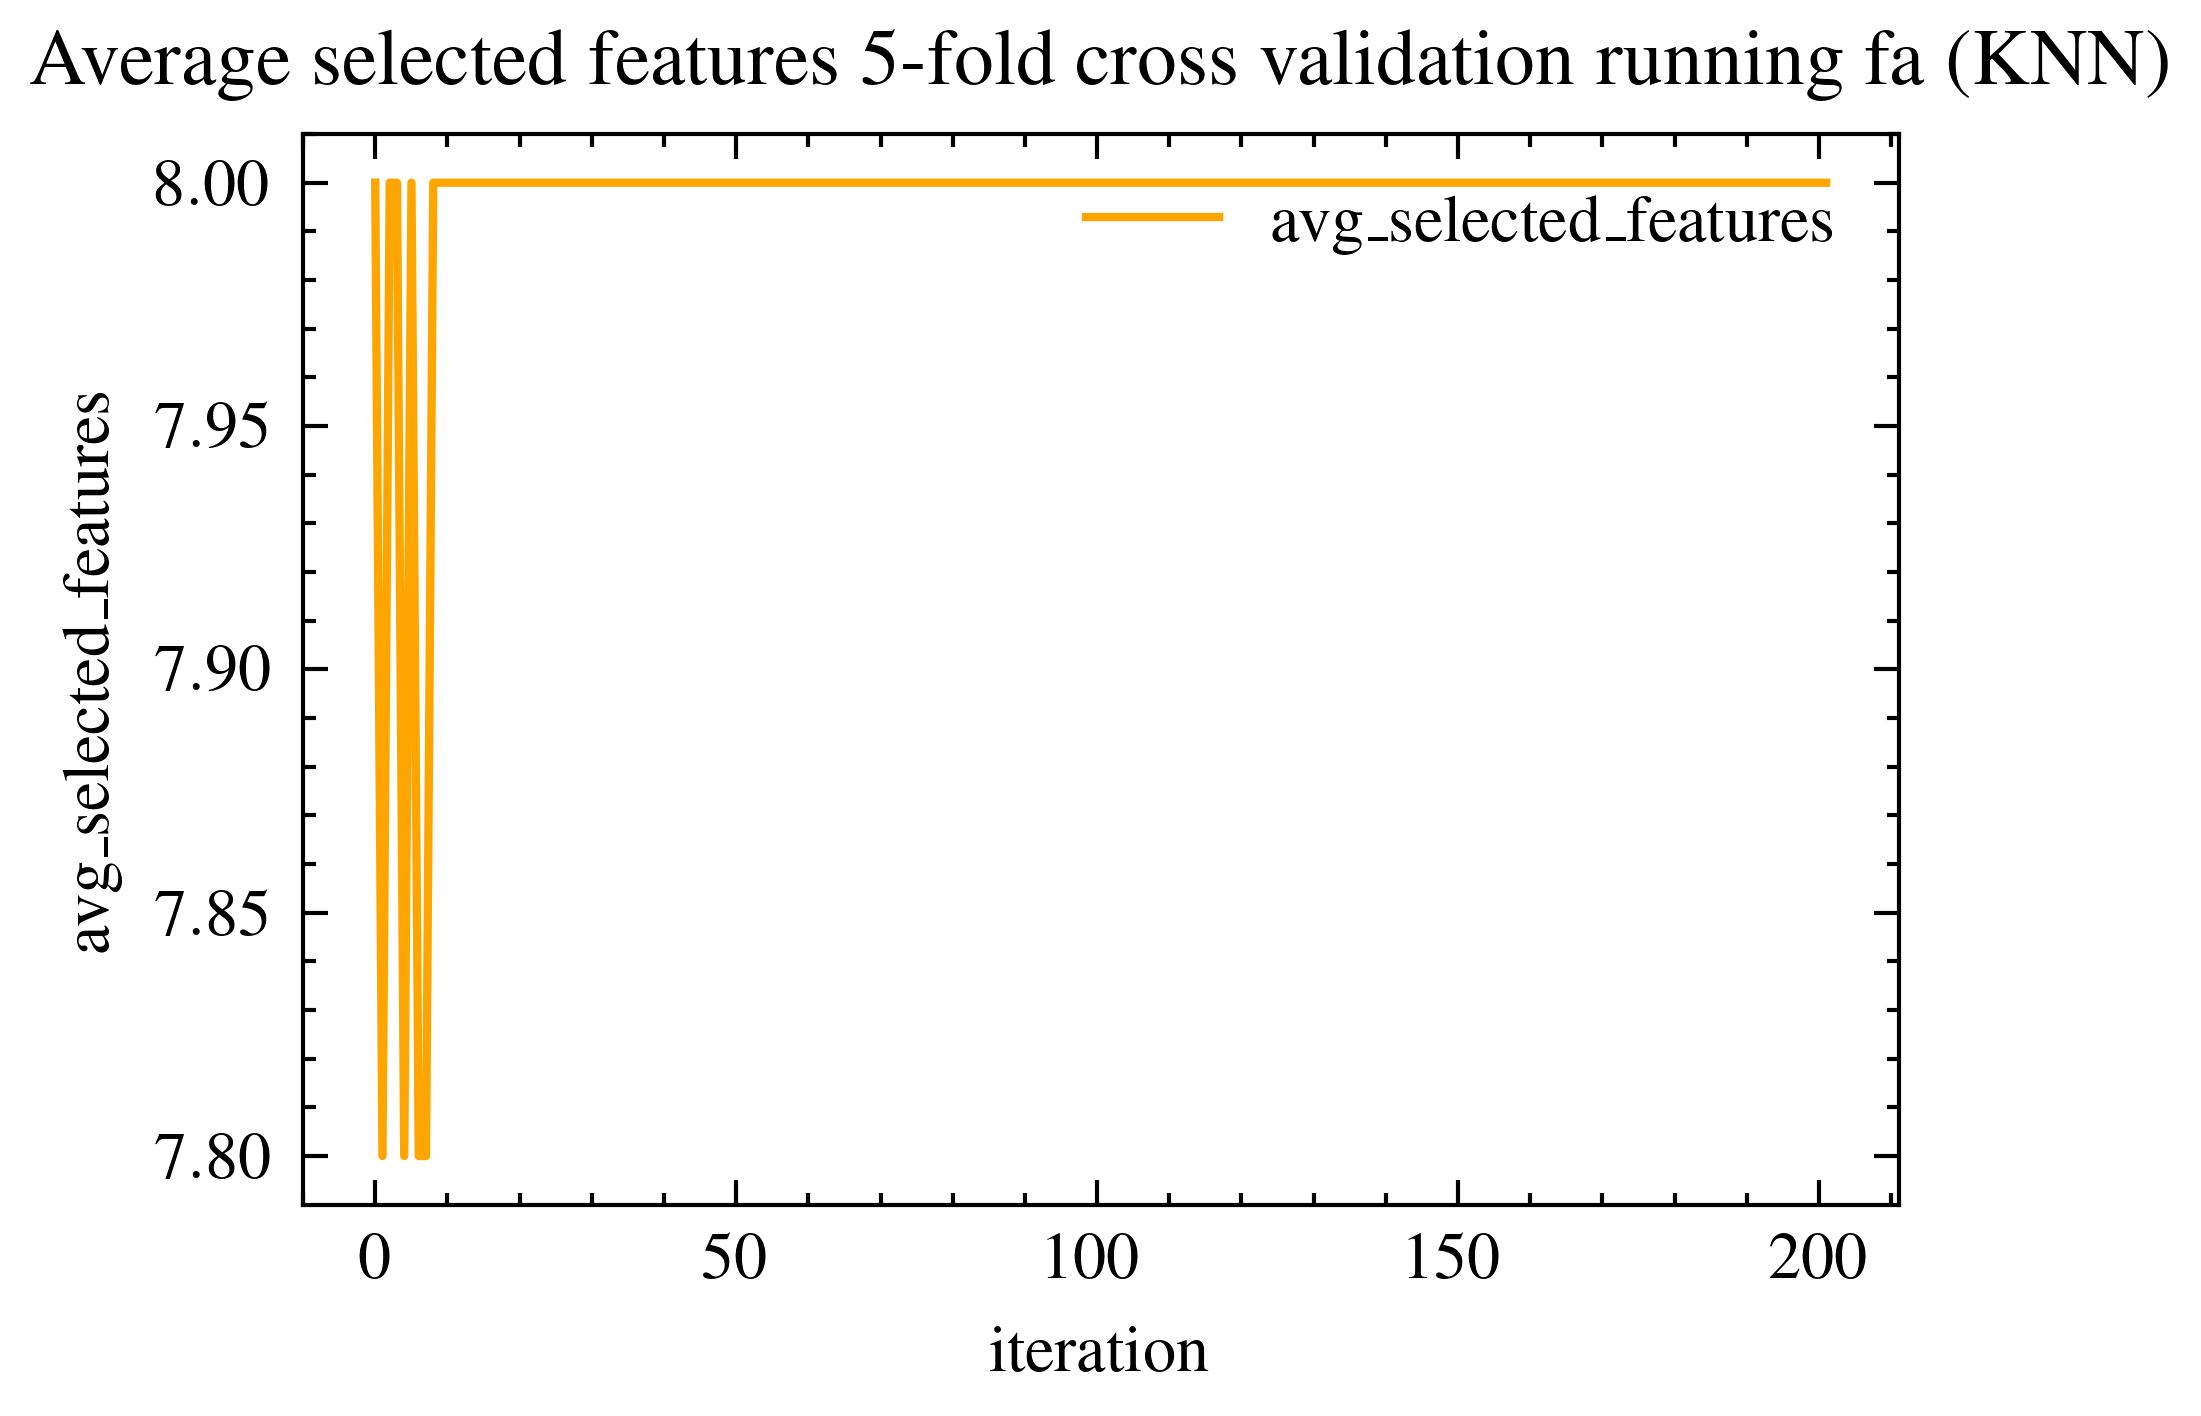 Average selected features 5-fold cross validation running fa (KNN)
8.00
avg_selected_features
7.95
7.90
7.85
7.80
avg_selected_features
0 50 100 150 200
iteration